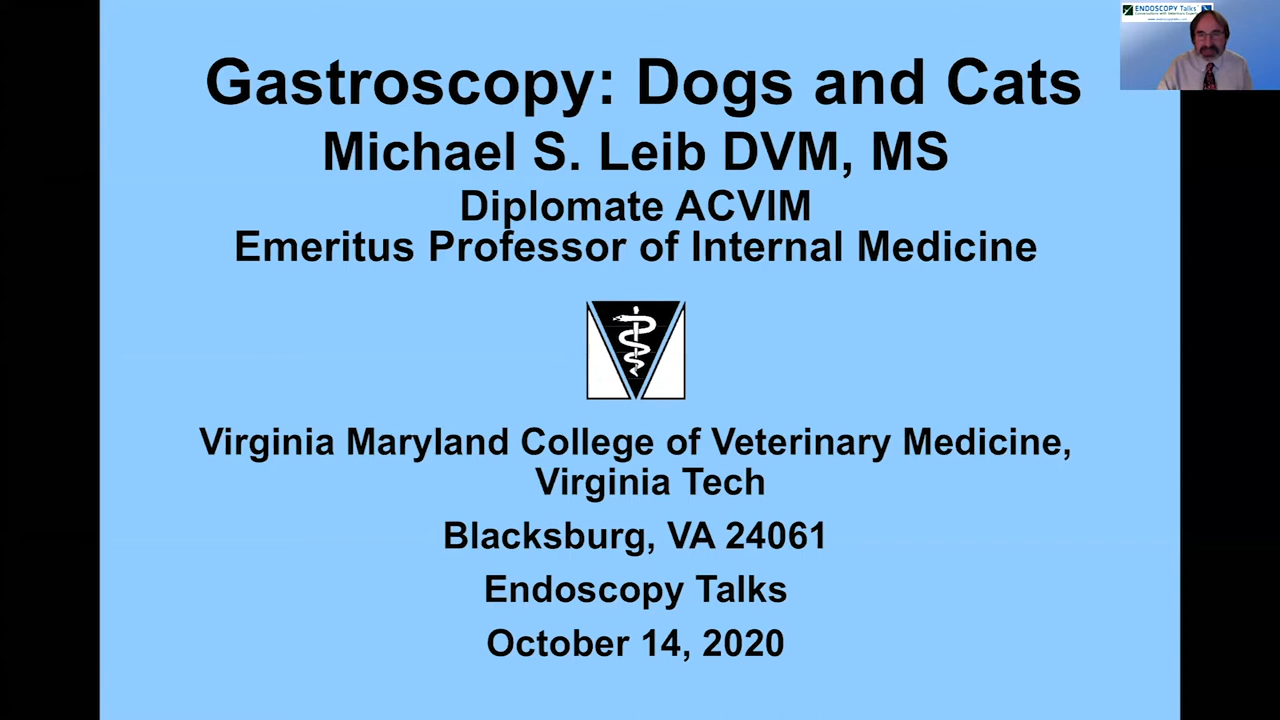 Gastroscopy: Dogs and Cats
Michael S. Leib DVM, MS
Diplomate ACVIM
Emeritus Professor of Internal Medicine
Virginia Maryland College of Veterinary Medicine,
Virginia Tech
Blacksburg, VA 24061
Endoscopy Talks
October 14, 2020
ENDOSCOPY Talks